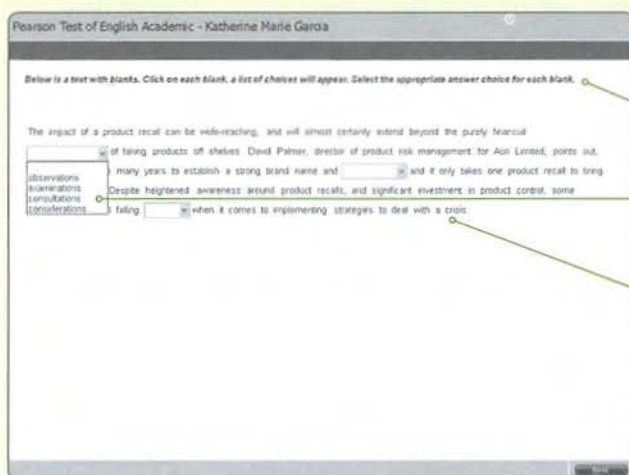 Pearson Test of English Academic - Katherine Marie Garcia
Below is a text with blanks. Click on each blank, a list of choices will appear. Select the appropriate answer choice for each blank.
The impact of a product recall can be wide-reaching, and will almost certainly extend beyond the purely financial
of taking products off shelves. David Palmer, director of product risk management for Aon Limited, points out,
many years to establish a strong brand name and and it only takes one product recall to bring
observations
examinations
consultations
considerations
Despite heightened awareness around product recalls, and significant investment in product control, some
falling when it comes to implementing strategies to deal with a crisis